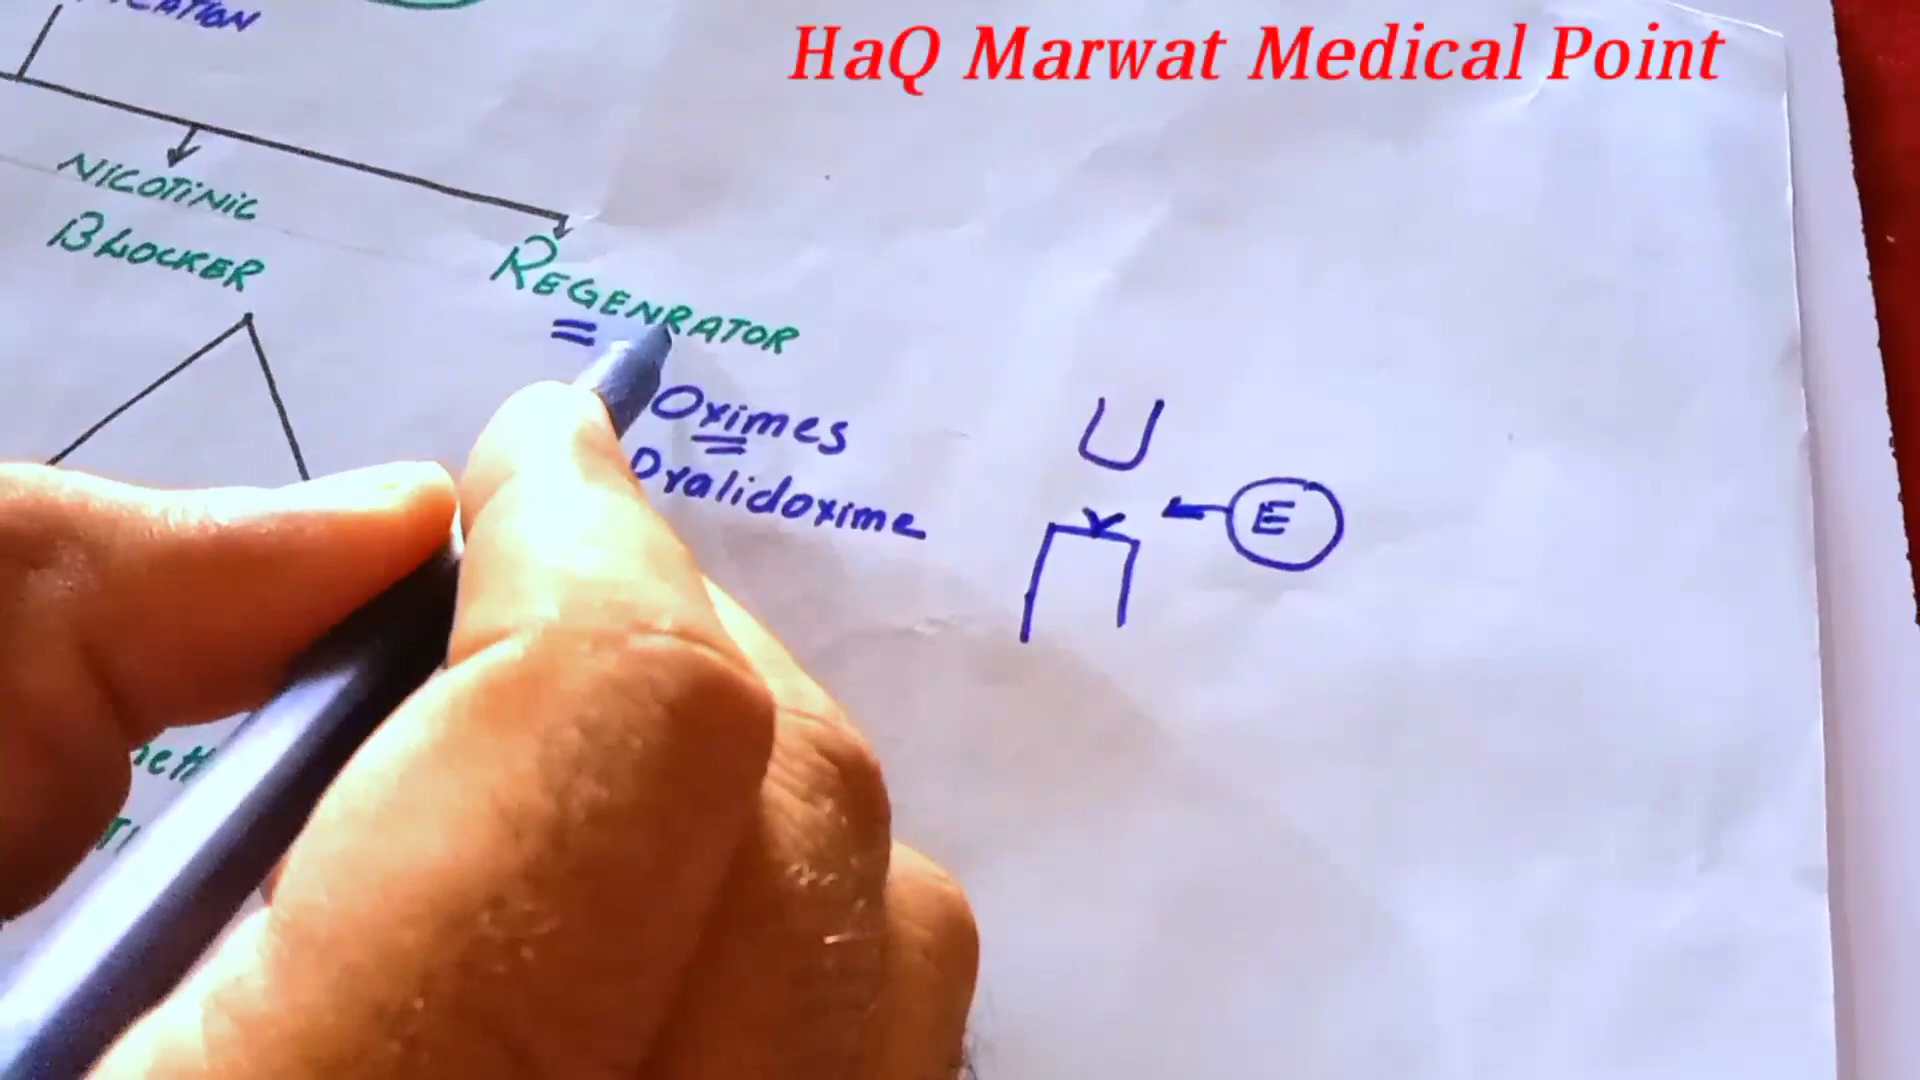 HaQ Marwat Medical Point
NICOTINIC
BLOCKER
REGENRATOR
Oximes
Pralidoxime
E